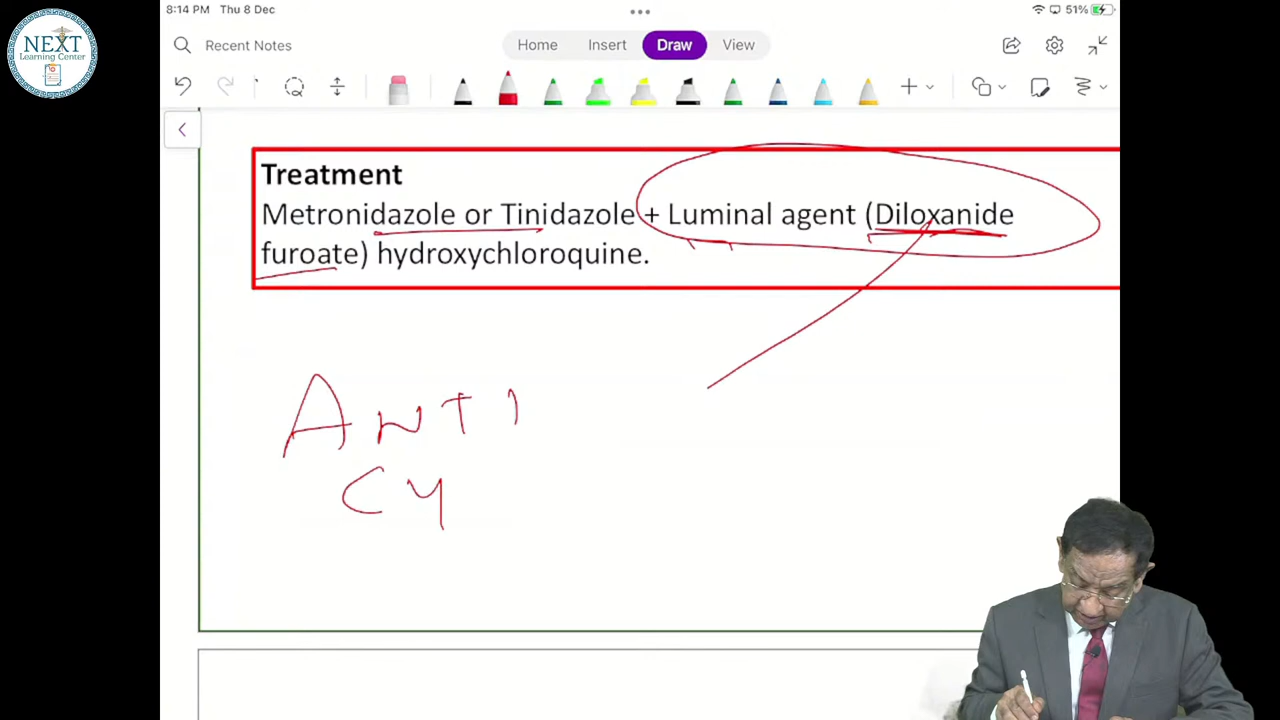 8:14 PM Thu 8 Dec
51%
NEXT
Learning Center
Recent Notes
Home Insert Draw View
Treatment
Metronidazole or Tinidazole + Luminal agent (Diloxanide
furoate) hydroxychloroquine.
ANTI
CY